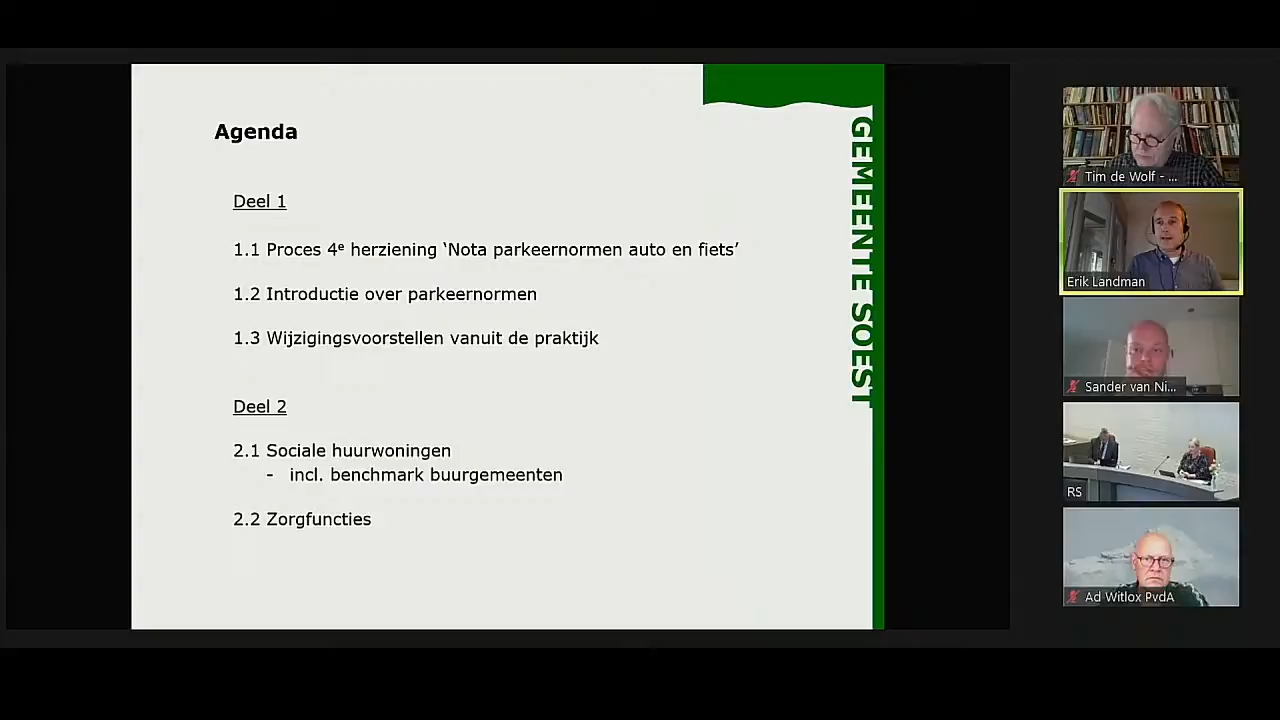 Agenda
Deel 1
1.1 Proces 4e herziening ‘Nota parkeernormen auto en fiets’
1.2 Introductie over parkeernormen
1.3 Wijzigingsvoorstellen vanuit de praktijk
Deel 2
2.1 Sociale huurwoningen
- incl. benchmark buurgemeenten
2.2 Zorgfuncties
GEMEENTE SOEST
Tim de Wolf - ...
Erik Landman
Sander van Ni...
RS
Ad Witlox PvdA